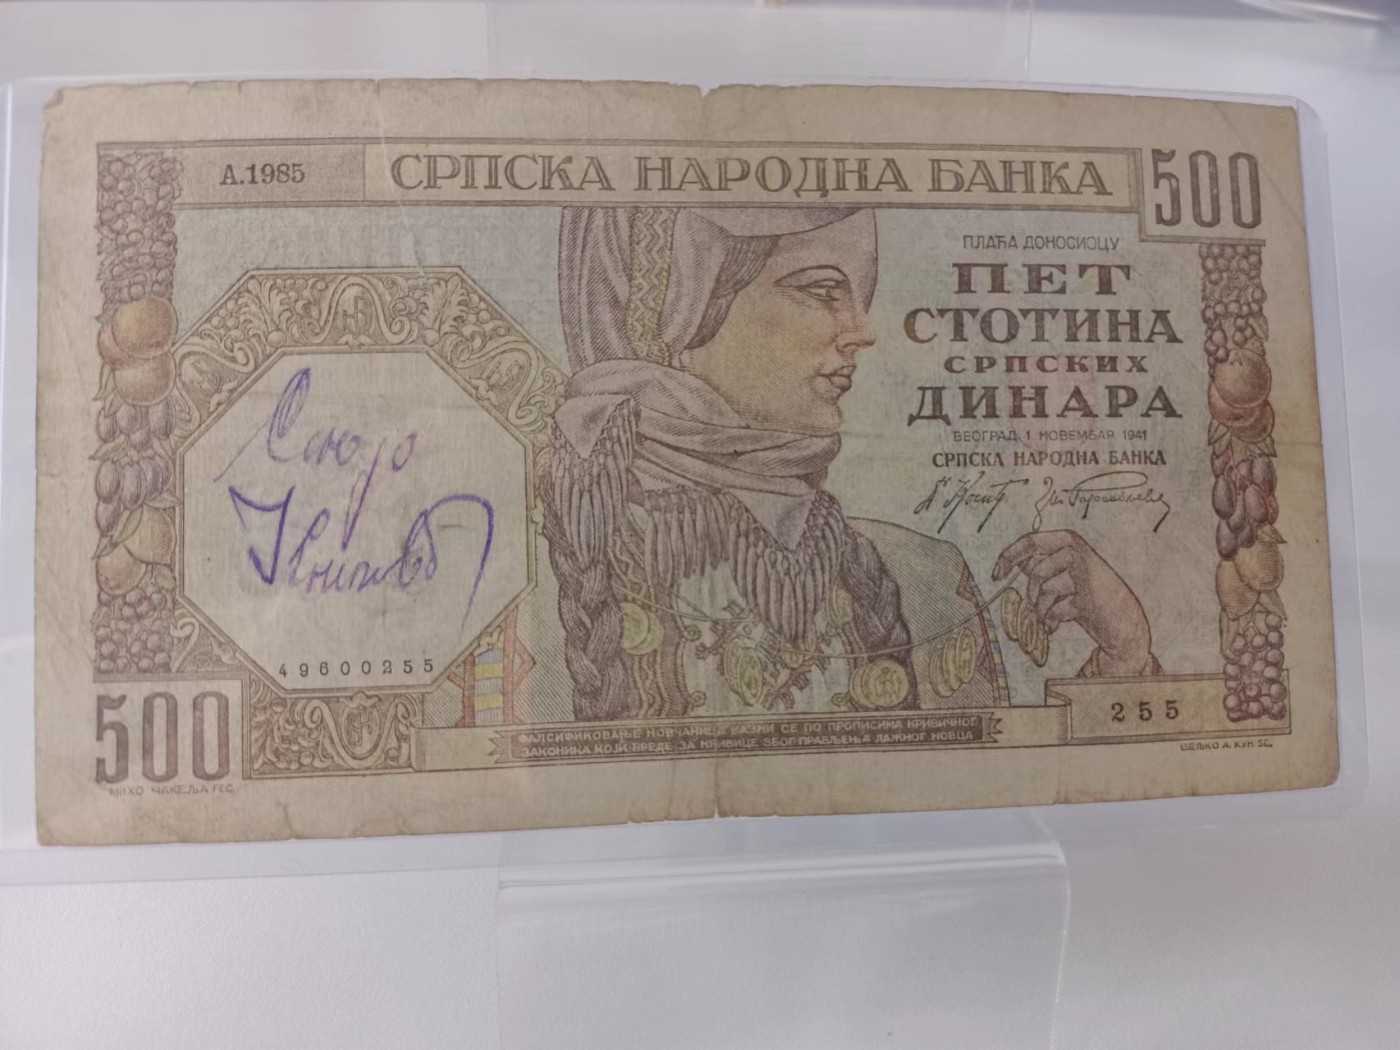 А.1985
СРПСКА НАРОДНА БАНКА
500
ПЛАЋА ДОНОСИОЦУ
ПЕТ
СТОТИНА
СРПСКИХ
ДИНАРА
БЕОГРАД, 1 НОВЕМБАР 1941
СРПСКА НАРОДНА БАНКА
49600255
500
255
ФАЛСИФИКОВАЊЕ НОВЧАНИЦА КАЗНИ СЕ ПО ПРОПИСИМА КРИВИЧНОГ
ЗАКОНИКА КОЈИ ВРЕДЕ ЗА КРИВИЦЕ ЗБОГ ПРАВЉЕЊА ЛАЖНОГ НОВЦА
МИХО ЧАКЕЉА FEC.
ВЕЉКО А. КУН SC.